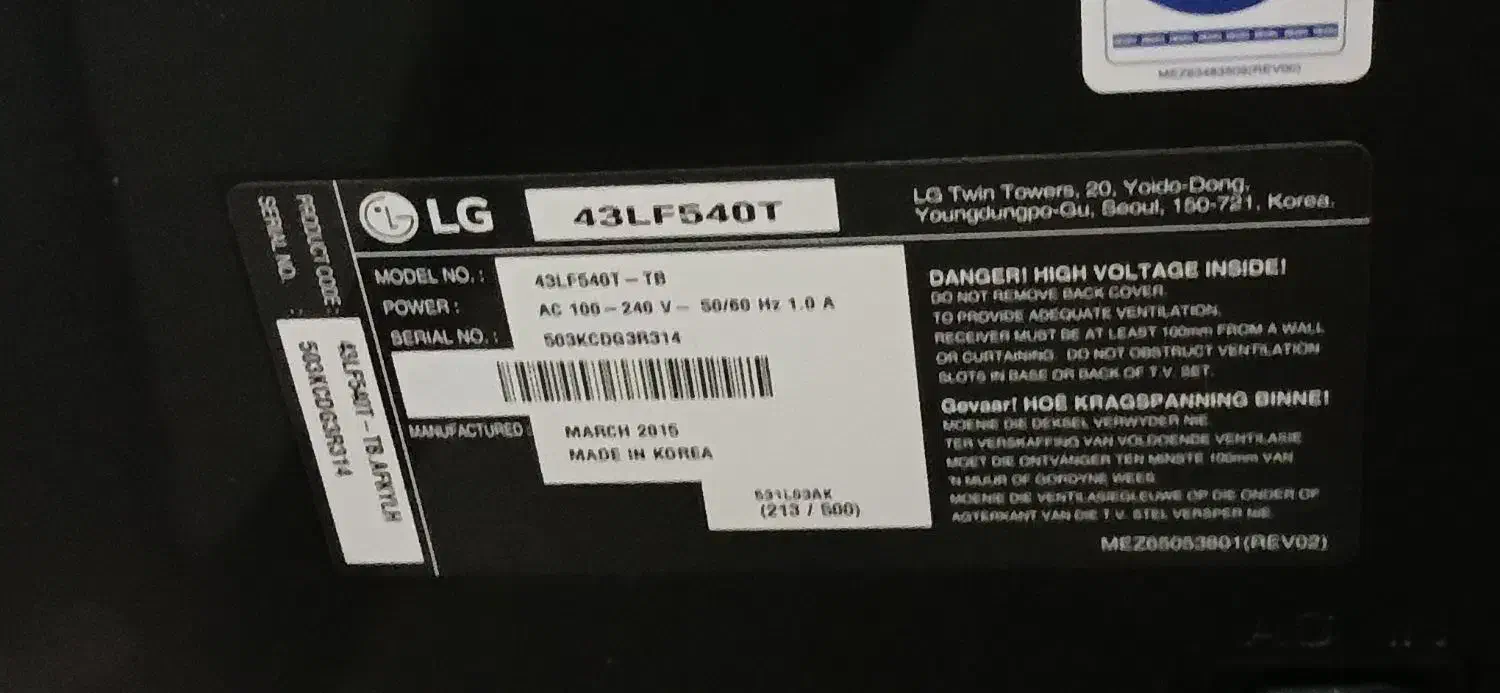 LG
43LF540T
LG Twin Towers, 20, Yoido-Dong,
Youngdungpo-Gu, Seoul, 150-721, Korea.
PRODUCT CODE :
SERIAL NO. :
43LF540T-TB.AFKYLH
503KCDG3R314
MODEL NO. : 43LF540T-TB
POWER : AC 100-240 V~ 50/60 Hz 1.0 A
SERIAL NO. : 503KCDG3R314
MANUFACTURED : MARCH 2015
MADE IN KOREA
531L03AK
(213 / 500)
DANGER! HIGH VOLTAGE INSIDE!
DO NOT REMOVE BACK COVER.
TO PROVIDE ADEQUATE VENTILATION,
RECEIVER MUST BE AT LEAST 100mm FROM A WALL
OR CURTAINING. DO NOT OBSTRUCT VENTILATION
SLOTS IN BASE OR BACK OF T.V. SET.
Gevaar! HOE KRAGSPANNING BINNE!
MOENIE DIE DEKSEL VERWYDER NIE.
TER VERSKAFFING VAN VOLDOENDE VENTILASIE
MOET DIE ONTVANGER TEN MINSTE 100mm VAN
'N MUUR OF GORDYNE WEES.
MOENIE DIE VENTILASIEGLEUWE OP DIE ONDER OF
AGTERKANT VAN DIE T.V. STEL VERSPER NIE.
MEZ65053801(REV02)